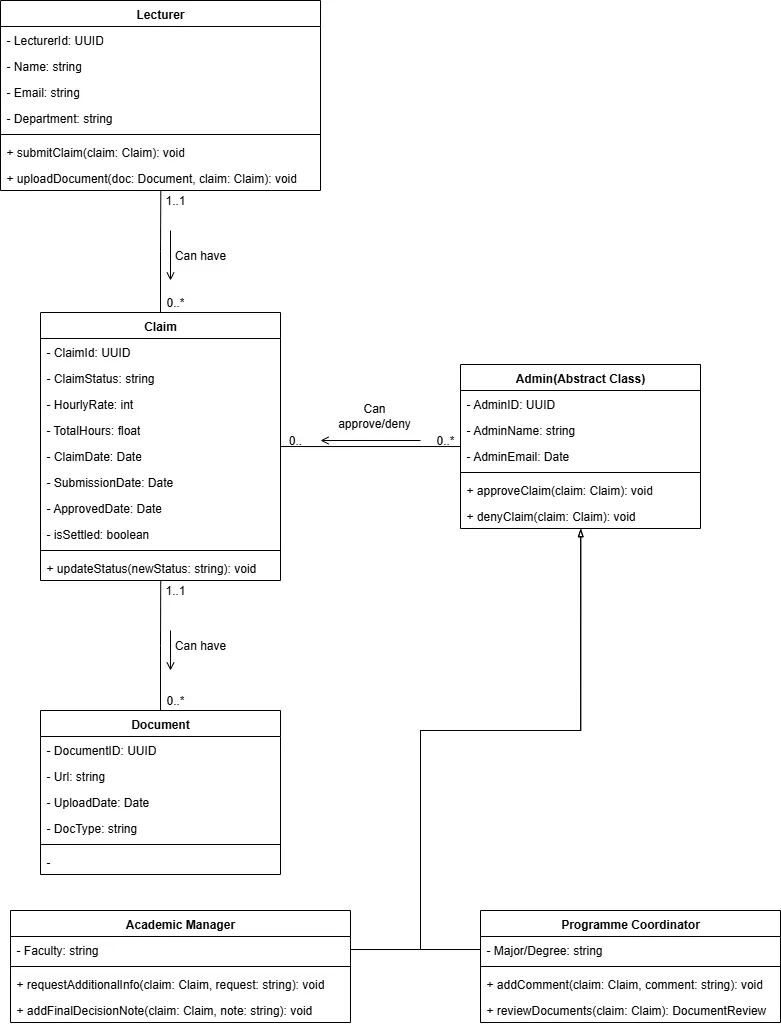 Lecturer
- LecturerId: UUID
- Name: string
- Email: string
- Department: string
+ submitClaim(claim: Claim): void
+ uploadDocument(doc: Document, claim: Claim): void
1..1
Can have
0..*
Claim
- ClaimId: UUID
- ClaimStatus: string
- HourlyRate: int
- TotalHours: float
- ClaimDate: Date
- SubmissionDate: Date
- ApprovedDate: Date
- isSettled: boolean
+ updateStatus(newStatus: string): void
Can
approve/deny
0..
0..*
Admin(Abstract Class)
- AdminID: UUID
- AdminName: string
- AdminEmail: Date
+ approveClaim(claim: Claim): void
+ denyClaim(claim: Claim): void
1..1
Can have
0..*
Document
- DocumentID: UUID
- Url: string
- UploadDate: Date
- DocType: string
-
Academic Manager
- Faculty: string
+ requestAdditionalInfo(claim: Claim, request: string): void
+ addFinalDecisionNote(claim: Claim, note: string): void
Programme Coordinator
- Major/Degree: string
+ addComment(claim: Claim, comment: string): void
+ reviewDocuments(claim: Claim): DocumentReview